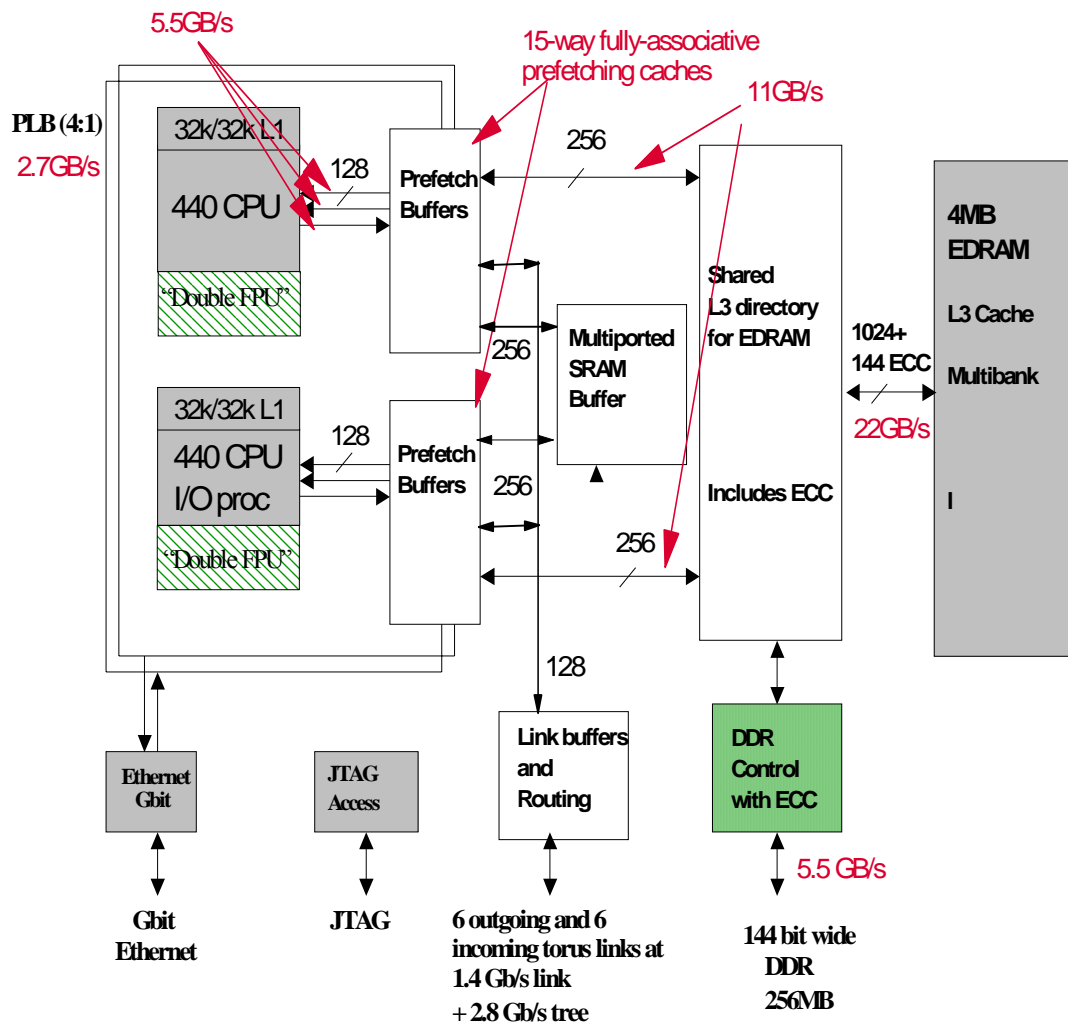 5.5GB/s
15-way fully-associative
prefetching caches
11GB/s
PLB (4:1)
2.7GB/s
32k/32k L1
440 CPU
"Double FPU"
128
Prefetch
Buffers
256
256
Multiported
SRAM
Buffer
Shared
L3 directory
for EDRAM
Includes ECC
1024+
144 ECC
22GB/s
4MB
EDRAM
L3 Cache
Multibank
l
32k/32k L1
440 CPU
I/O proc
"Double FPU"
128
Prefetch
Buffers
256
256
128
Ethernet
Gbit
JTAG
Access
Link buffers
and
Routing
DDR
Control
with ECC
5.5 GB/s
Gbit
Ethernet
JTAG
6 outgoing and 6
incoming torus links at
1.4 Gb/s link
+ 2.8 Gb/s tree
144 bit wide
DDR
256MB